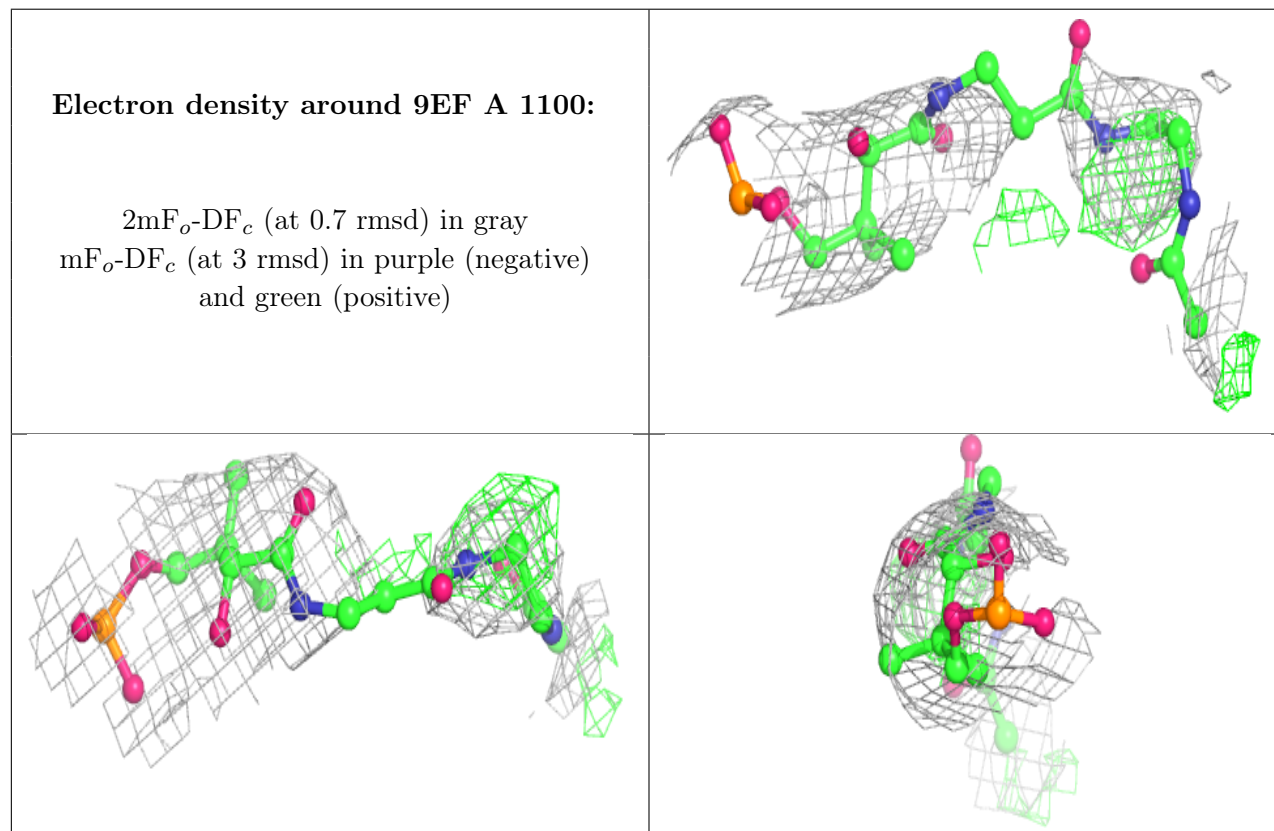 Electron density around 9EF A 1100:
2mFₒ-DF𝒸 (at 0.7 rmsd) in gray
mFₒ-DF𝒸 (at 3 rmsd) in purple (negative)
and green (positive)